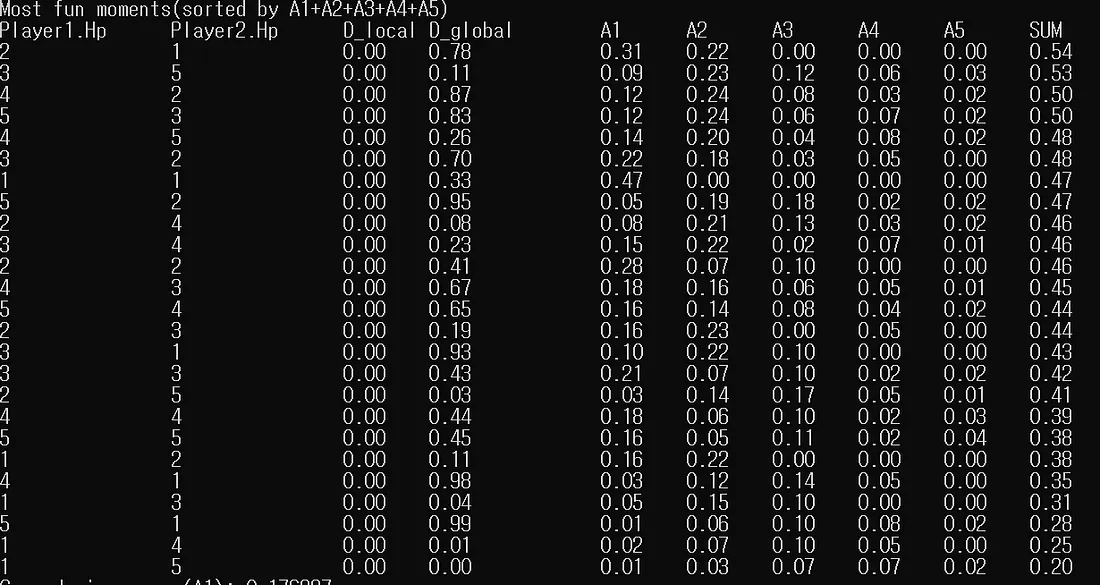 Most fun moments(sorted by A1+A2+A3+A4+A5)
Player1.Hp Player2.Hp D_local D_global A1 A2 A3 A4 A5 SUM
2 1 0.00 0.78 0.31 0.22 0.00 0.00 0.00 0.54
3 5 0.00 0.11 0.09 0.23 0.12 0.06 0.03 0.53
4 2 0.00 0.87 0.12 0.24 0.08 0.03 0.02 0.50
5 3 0.00 0.83 0.12 0.24 0.06 0.07 0.02 0.50
4 5 0.00 0.26 0.14 0.20 0.04 0.08 0.02 0.48
3 2 0.00 0.70 0.22 0.18 0.03 0.05 0.00 0.48
1 1 0.00 0.33 0.47 0.00 0.00 0.00 0.00 0.47
5 2 0.00 0.95 0.05 0.19 0.18 0.02 0.02 0.47
2 4 0.00 0.08 0.08 0.21 0.13 0.03 0.02 0.46
3 4 0.00 0.23 0.15 0.22 0.02 0.07 0.01 0.46
2 2 0.00 0.41 0.28 0.07 0.10 0.00 0.00 0.46
4 3 0.00 0.67 0.18 0.16 0.06 0.05 0.01 0.45
5 4 0.00 0.65 0.16 0.14 0.08 0.04 0.02 0.44
2 3 0.00 0.19 0.16 0.23 0.00 0.05 0.00 0.44
3 1 0.00 0.93 0.10 0.22 0.10 0.00 0.00 0.43
3 3 0.00 0.43 0.21 0.07 0.10 0.02 0.02 0.42
2 5 0.00 0.03 0.03 0.14 0.17 0.05 0.01 0.41
4 4 0.00 0.44 0.18 0.06 0.10 0.02 0.03 0.39
5 5 0.00 0.45 0.16 0.05 0.11 0.02 0.04 0.38
1 2 0.00 0.11 0.16 0.22 0.00 0.00 0.00 0.38
4 1 0.00 0.98 0.03 0.12 0.14 0.05 0.00 0.35
1 3 0.00 0.04 0.05 0.15 0.10 0.00 0.00 0.31
5 1 0.00 0.99 0.01 0.06 0.10 0.08 0.02 0.28
1 4 0.00 0.01 0.02 0.07 0.10 0.05 0.00 0.25
1 5 0.00 0.00 0.01 0.03 0.07 0.07 0.02 0.20
(A1):